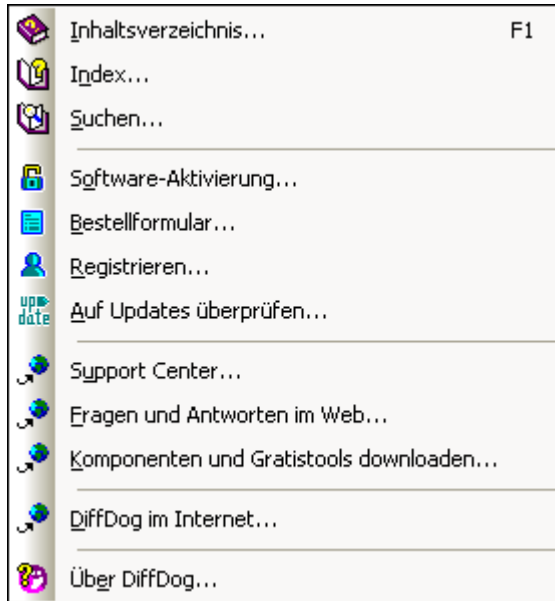 Inhaltsverzeichnis... F1
Index...
Suchen...
Software-Aktivierung...
Bestellformular...
Registrieren...
update Auf Updates überprüfen...
Support Center...
Fragen und Antworten im Web...
Komponenten und Gratistools downloaden...
DiffDog im Internet...
Über DiffDog...